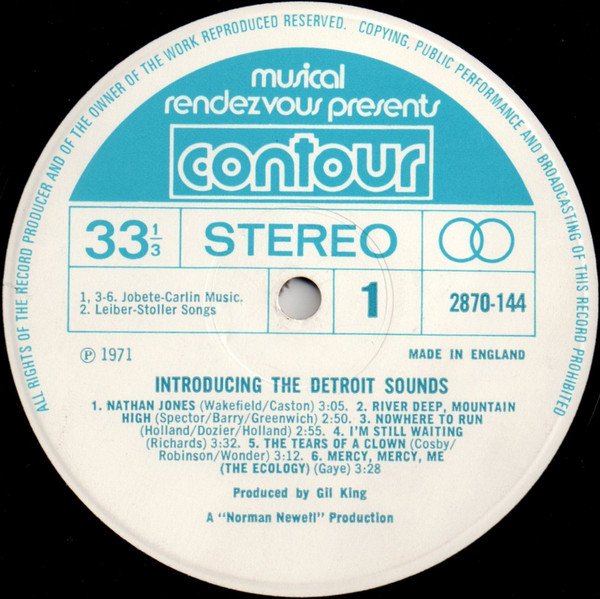 ALL RIGHTS OF THE RECORD PRODUCER AND OF THE OWNER OF THE WORK REPRODUCED RESERVED. COPYING, PUBLIC PERFORMANCE AND BROADCASTING OF THIS RECORD PROHIBITED
musical
rendezvous presents
contour
33 1/3
STEREO
1, 3-6. Jobete-Carlin Music.
2. Leiber-Stoller Songs
1
2870-144
Ⓟ 1971
MADE IN ENGLAND
INTRODUCING THE DETROIT SOUNDS
1. NATHAN JONES (Wakefield/Caston) 3:05. 2. RIVER DEEP, MOUNTAIN
HIGH (Spector/Barry/Greenwich) 2:50. 3. NOWHERE TO RUN
(Holland/Dozier/Holland) 2:55. 4. I'M STILL WAITING
(Richards) 3:32. 5. THE TEARS OF A CLOWN (Cosby/
Robinson/Wonder) 3:12. 6. MERCY, MERCY, ME
(THE ECOLOGY) (Gaye) 3:28
Produced by Gil King
A "Norman Newell" Production